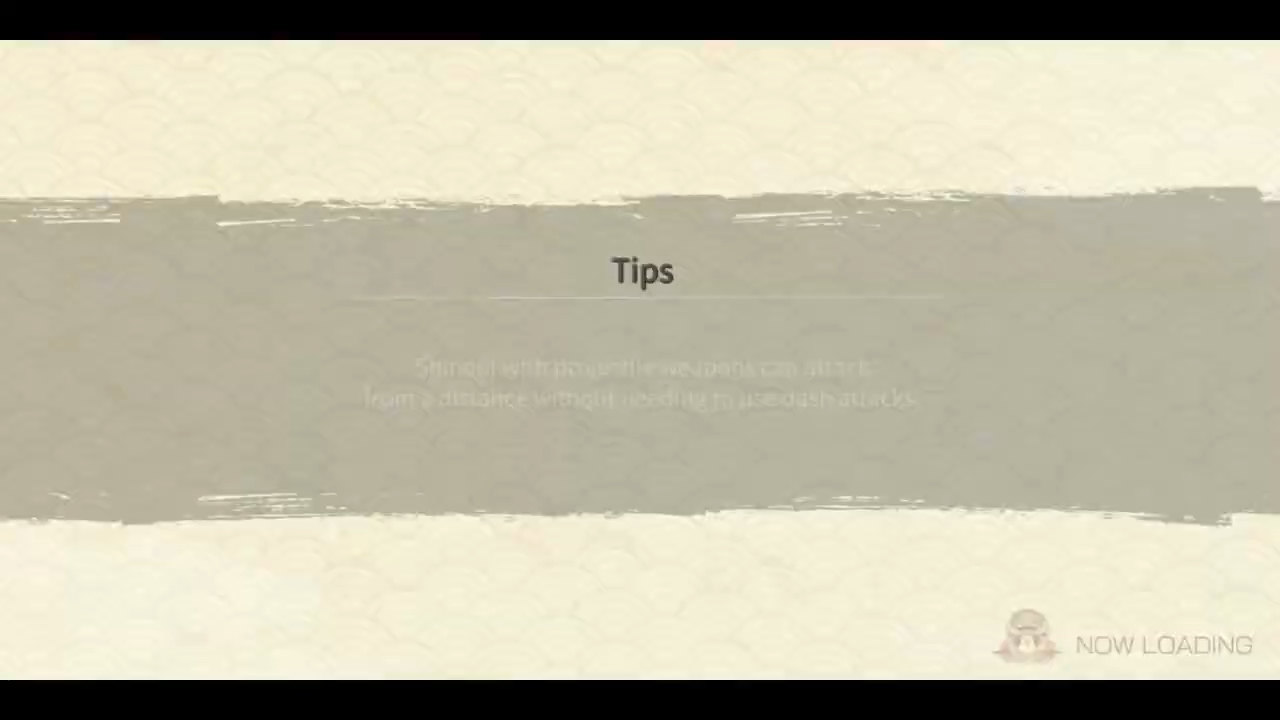 Tips
Shinobi with projectile weapons can attack
from a distance without needing to use dash attacks.
NOW LOADING